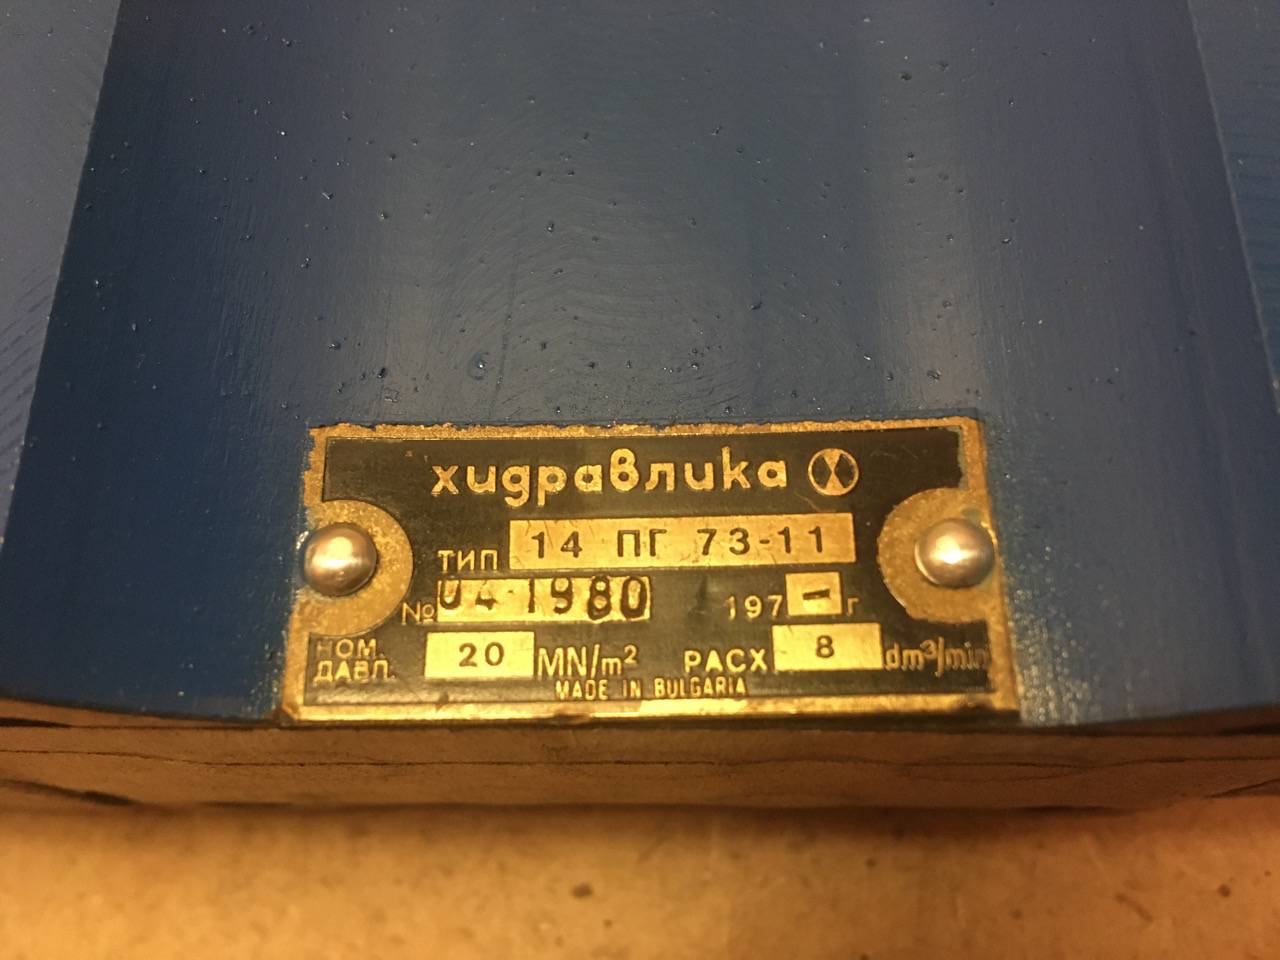 хидравлика
ТИП 14 ПГ 73-11
№ 04-1980 197 - г
НОМ. ДАВЛ. 20 MN/m² РАСХ 8 dm³/min
MADE IN BULGARIA